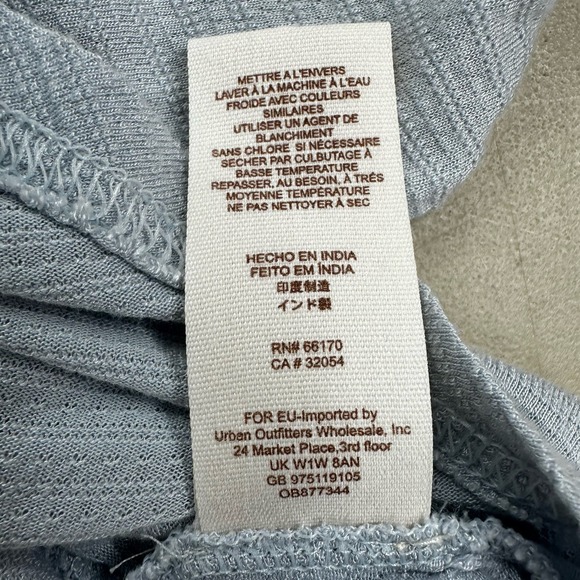 METTRE A L'ENVERS
LAVER À LA MACHINE À L'EAU
FROIDE AVEC COULEURS
SIMILAIRES
UTILISER UN AGENT DE
BLANCHIMENT
SANS CHLORE SI NÉCESSAIRE
SECHER PAR CULBUTAGE À
BASSE TEMPERATURE
REPASSER, AU BESOIN, À TRÉS
MOYENNE TEMPÉRATURE
NE PAS NETTOYER À SEC
HECHO EN INDIA
FEITO EM ÍNDIA
印度制造
インド製
RN# 66170
CA # 32054
FOR EU-Imported by
Urban Outfitters Wholesale, Inc
24 Market Place,3rd floor
UK W1W 8AN
GB 975119105
OB877344